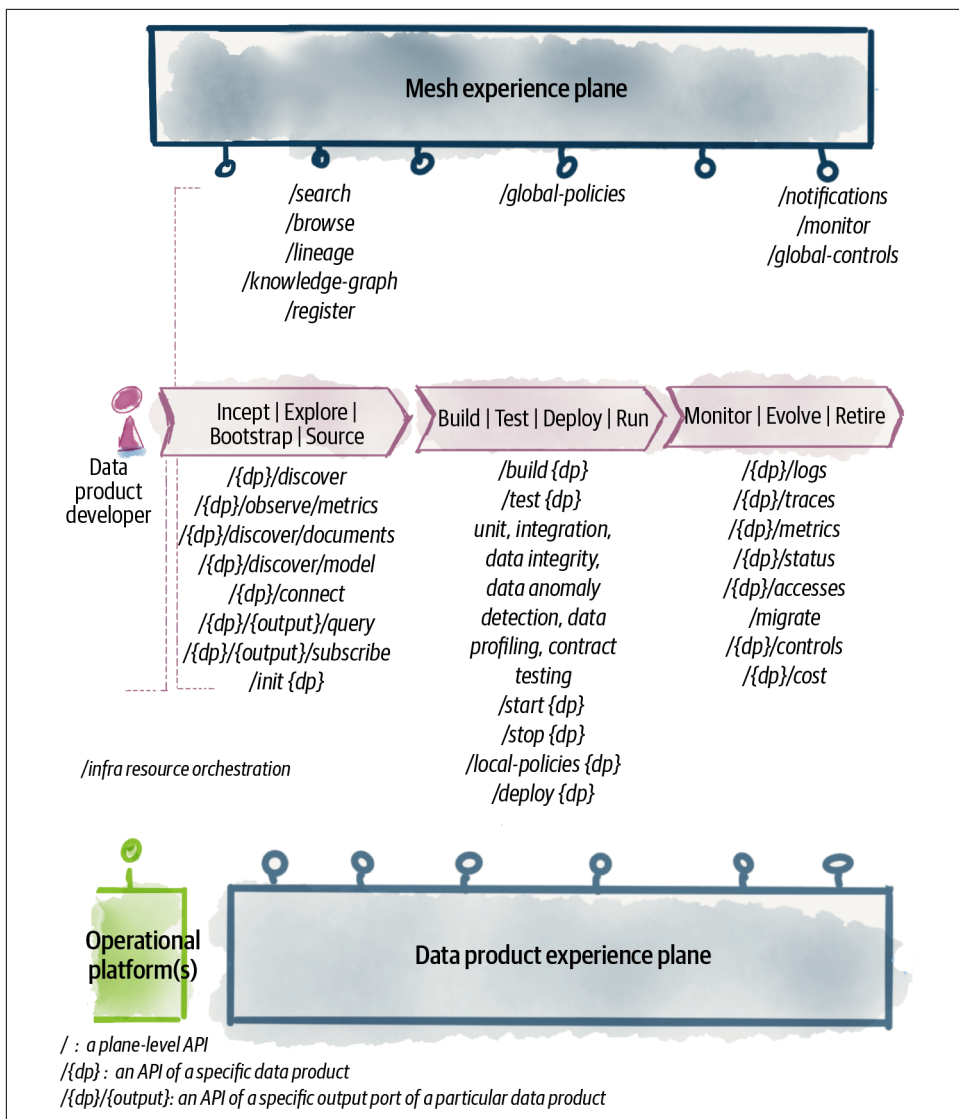 Mesh experience plane
/search
/browse
/lineage
/knowledge-graph
/register
/global-policies
/notifications
/monitor
/global-controls
Data
product
developer
Incept | Explore |
Bootstrap | Source
/{dp}/discover
/{dp}/observe/metrics
/{dp}/discover/documents
/{dp}/discover/model
/{dp}/connect
/{dp}/{output}/query
/{dp}/{output}/subscribe
/init {dp}
Build | Test | Deploy | Run
/build {dp}
/test {dp}
unit, integration,
data integrity,
data anomaly
detection, data
profiling, contract
testing
/start {dp}
/stop {dp}
/local-policies {dp}
/deploy {dp}
Monitor | Evolve | Retire
/{dp}/logs
/{dp}/traces
/{dp}/metrics
/{dp}/status
/{dp}/accesses
/migrate
/{dp}/controls
/{dp}/cost
/infra resource orchestration
Operational
platform(s)
Data product experience plane
/ : a plane-level API
/{dp} : an API of a specific data product
/{dp}/{output}: an API of a specific output port of a particular data product